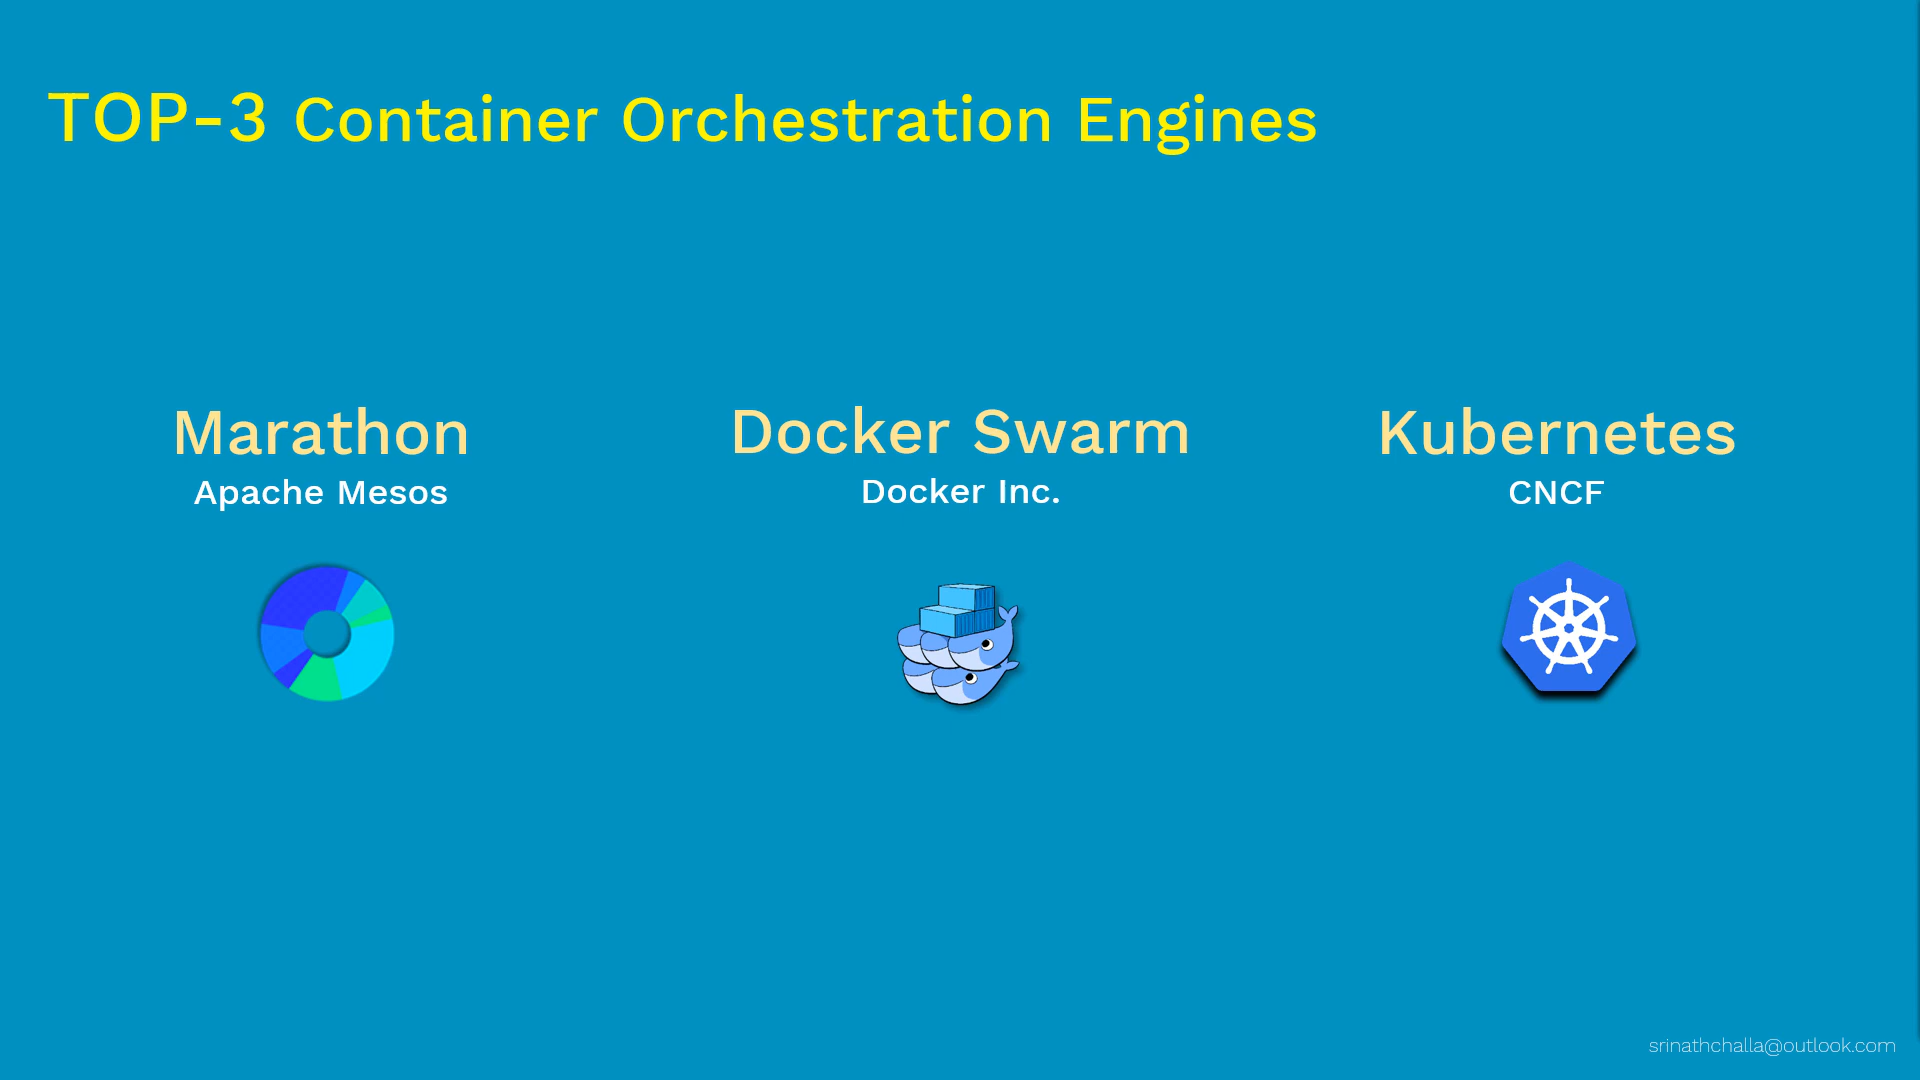 TOP-3 Container Orchestration Engines
Marathon
Apache Mesos
Docker Swarm
Docker Inc.
Kubernetes
CNCF
srinathchalla@outlook.com